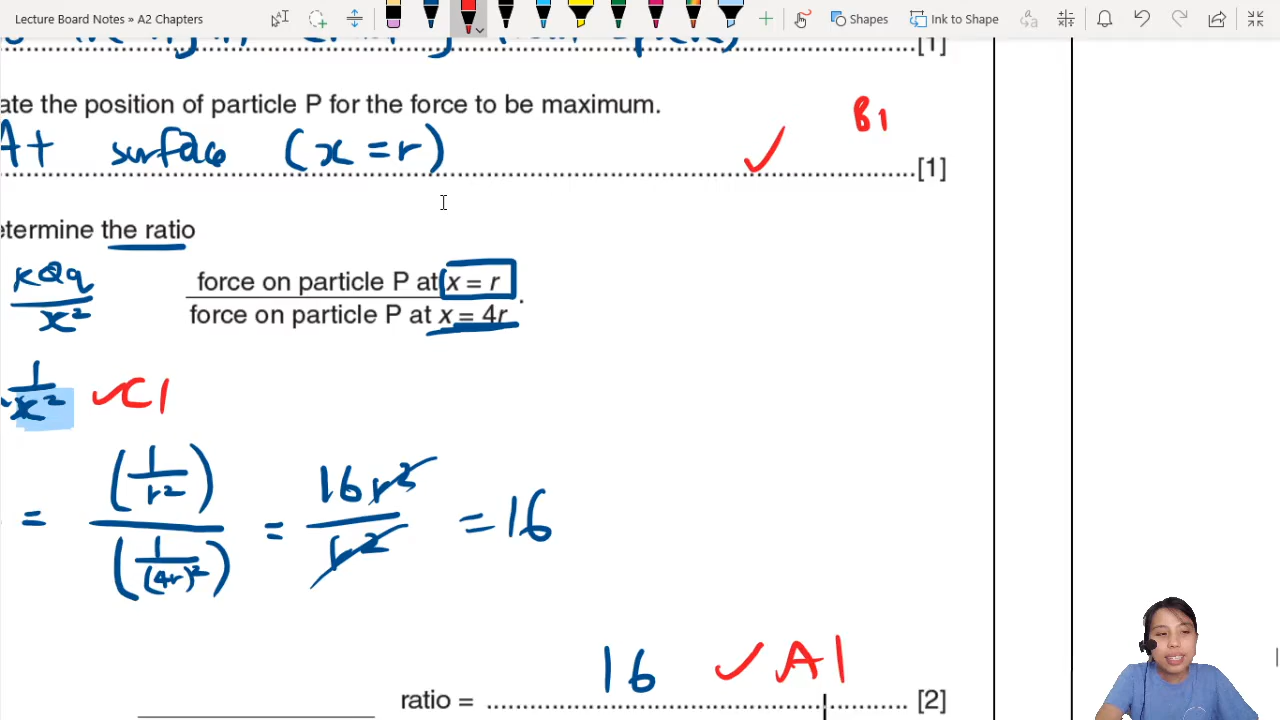 Lecture Board Notes » A2 Chapters
Shapes
Ink to Shape
[1]
ate the position of particle P for the force to be maximum.
B1
At surface (x = r) ✓
[1]
etermine the ratio
kQq / x²
force on particle P at x = r
force on particle P at x = 4r .
1 / x² ✓ C1
= (1 / r²) / (1 / (4r)²) = 16r² / r² = 16
ratio = 16 ✓ A1 [2]